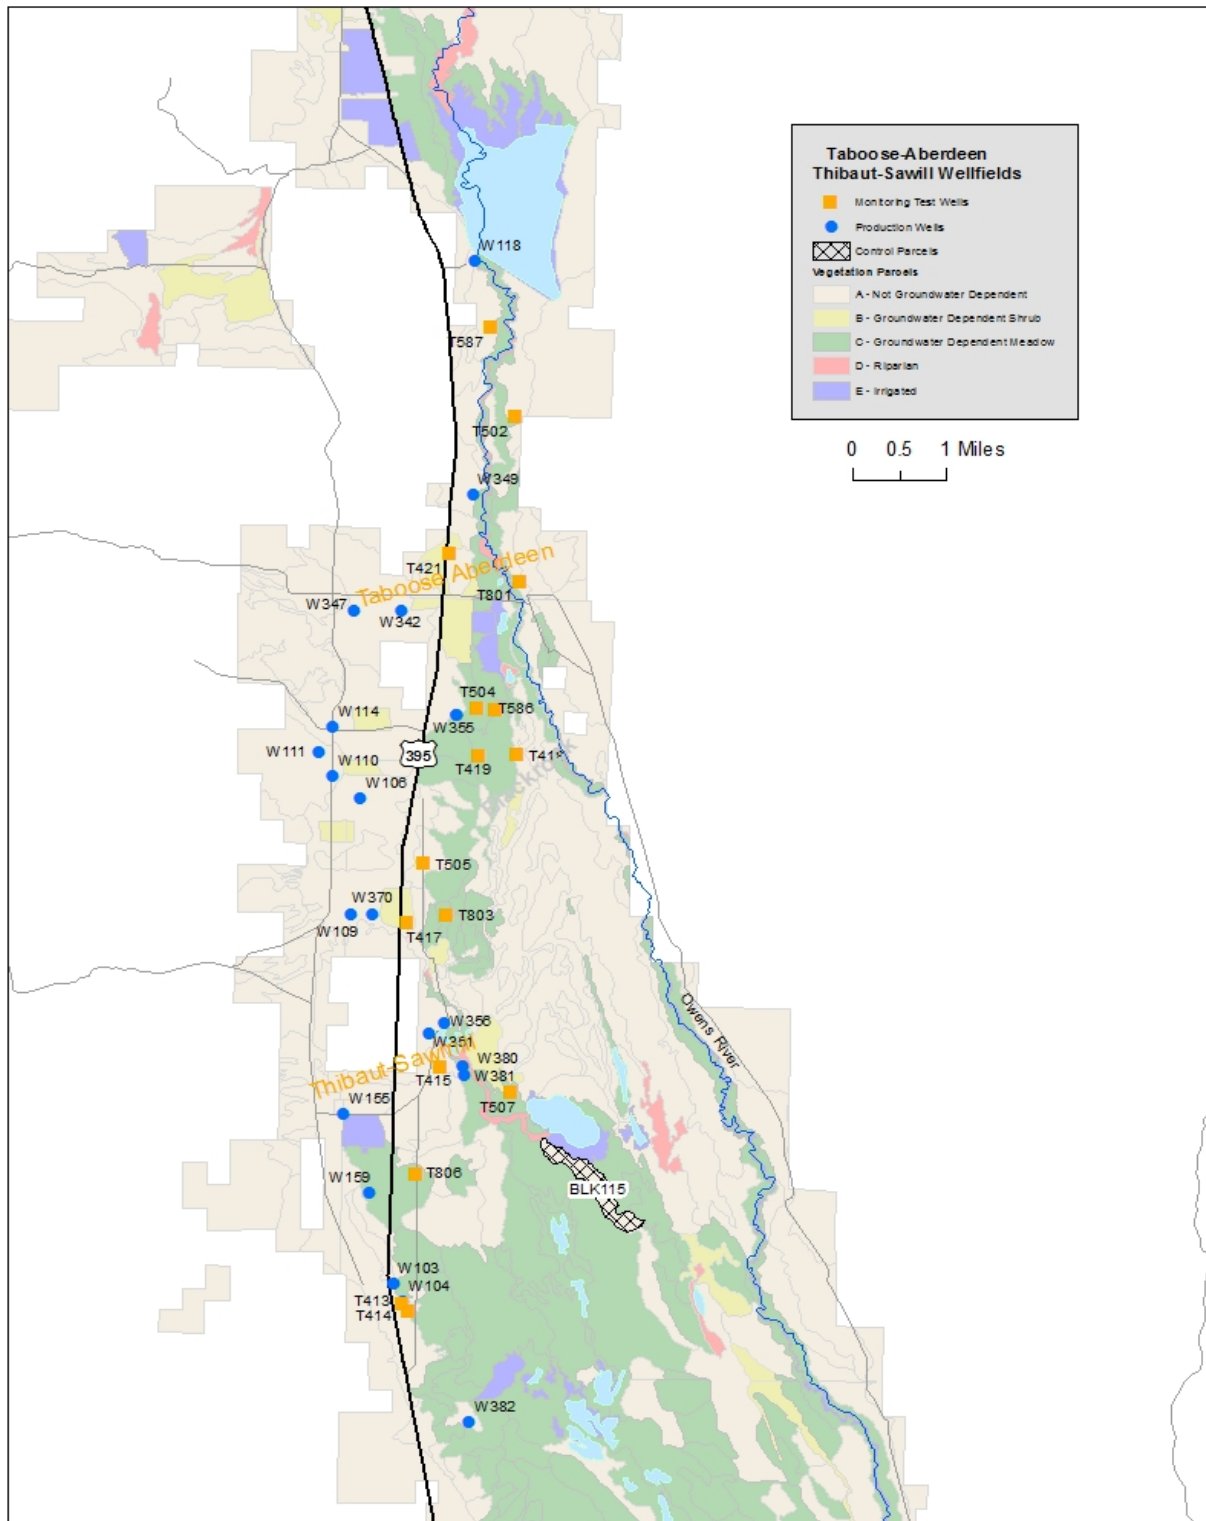 Taboose-Aberdeen
Thibaut-Sawill Wellfields
Monitoring Test Wells
Production Wells
Control Parcels
Vegetation Parcels
A - Not Groundwater Dependent
B - Groundwater Dependent Shrub
C - Groundwater Dependent Meadow
D - Riparian
E - Irrigated
0 0.5 1 Miles
W118
T587
T502
W349
T421
Taboose Aberdeen
T801
W347
W342
T504
T586
W355
W114
W111
W110
395
T419
Blackrock
W106
T505
W370
W109
T417
T803
Owens River
W356
W351
Thibaut-Sawmill
W380
W381
T415
T507
W155
T806
W159
BLK115
W103
W104
T413
T414
W382